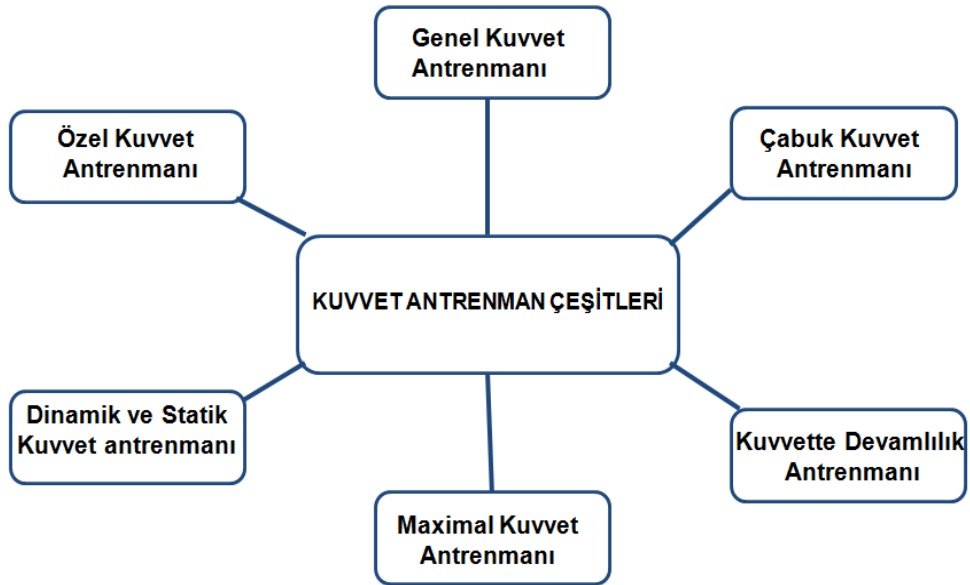 Genel Kuvvet
Antrenmanı
Özel Kuvvet
Antrenmanı
Çabuk Kuvvet
Antrenmanı
KUVVET ANTRENMAN ÇEŞİTLERİ
Dinamik ve Statik
Kuvvet antrenmanı
Kuvvette Devamlılık
Antrenmanı
Maximal Kuvvet
Antrenmanı